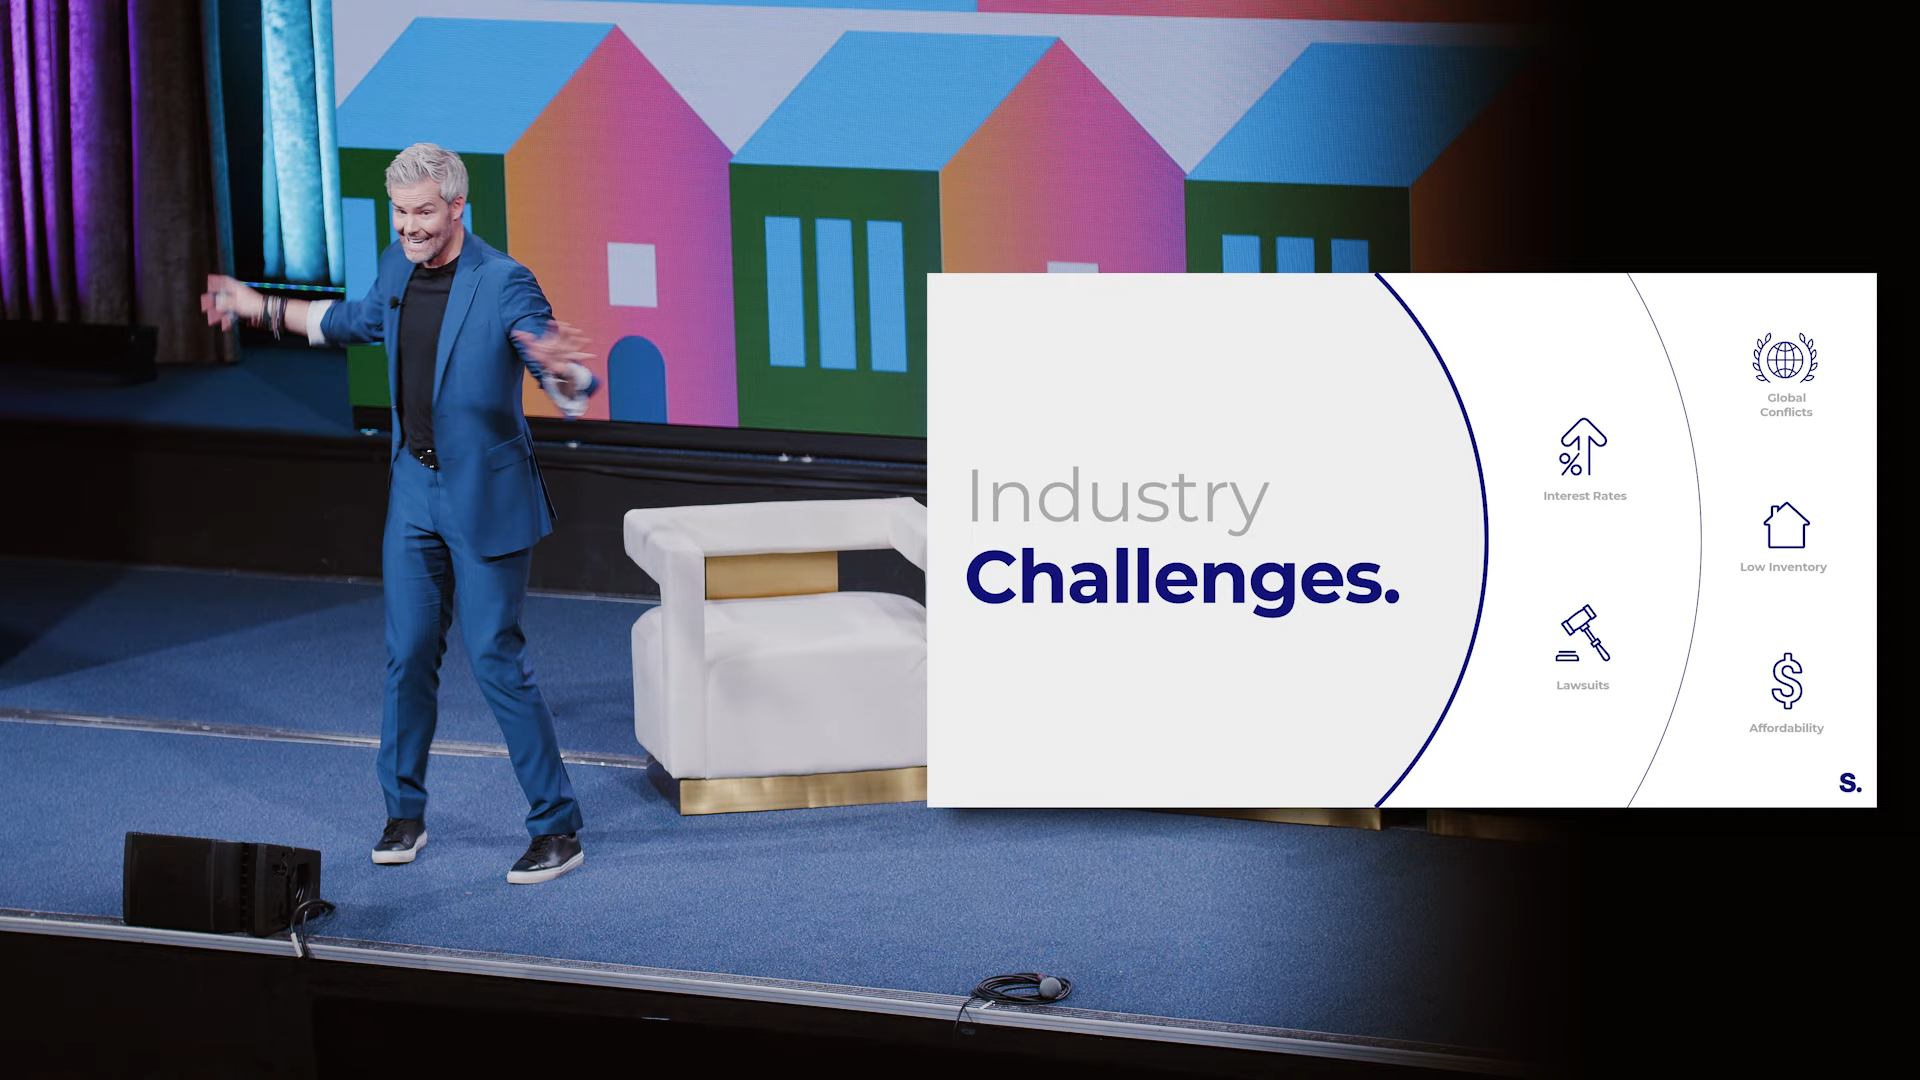 Industry
Challenges.
Interest Rates
Lawsuits
Global
Conflicts
Low Inventory
Affordability
S.